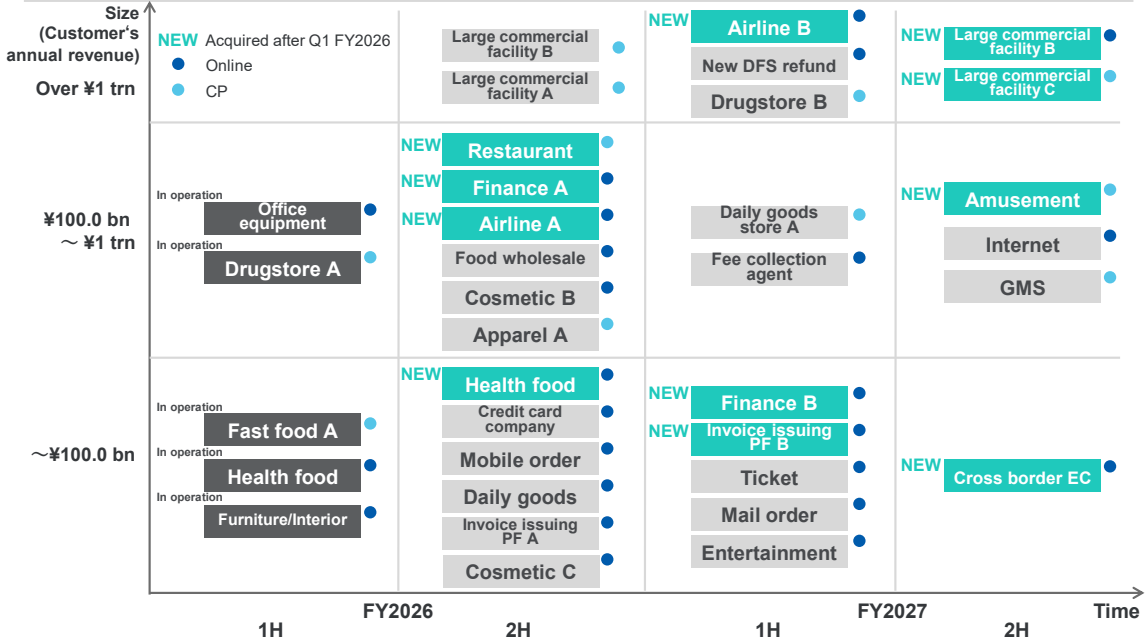 Size
(Customer's
annual revenue)
NEW Acquired after Q1 FY2026
Online
CP
Over ¥1 trn
Large commercial
facility B
Large commercial
facility A
NEW
Airline B
New DFS refund
Drugstore B
NEW
Large commercial
facility B
NEW
Large commercial
facility C
¥100.0 bn
～ ¥1 trn
In operation
Office
equipment
In operation
Drugstore A
NEW
Restaurant
NEW
Finance A
NEW
Airline A
Food wholesale
Cosmetic B
Apparel A
Daily goods
store A
Fee collection
agent
NEW
Amusement
Internet
GMS
～¥100.0 bn
In operation
Fast food A
In operation
Health food
In operation
Furniture/Interior
NEW
Health food
Credit card
company
Mobile order
Daily goods
Invoice issuing
PF A
Cosmetic C
NEW
Finance B
NEW
Invoice issuing
PF B
Ticket
Mail order
Entertainment
NEW
Cross border EC
FY2026
FY2027
Time
1H
2H
1H
2H